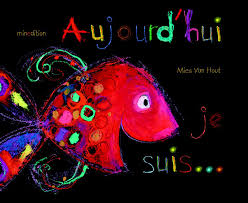 minedition
Aujourd'hui
Mies Van Hout
je
suis...